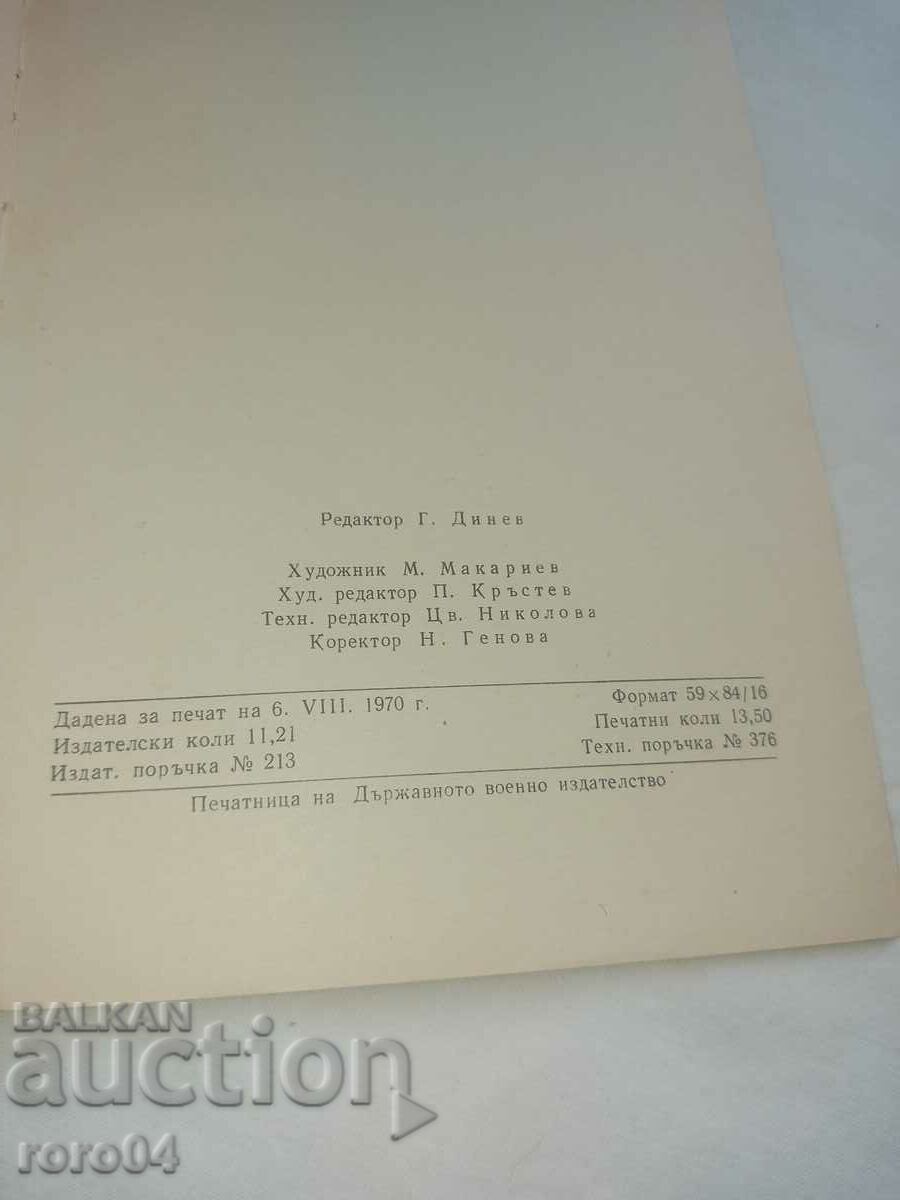 Редактор Г. Динев
Художник М. Макариев
Худ. редактор П. Кръстев
Техн. редактор Цв. Николова
Коректор Н. Генова
Дадена за печат на 6. VIII. 1970 г.
Формат 59×84/16
Издателски коли 11,21
Печатни коли 13,50
Издат. поръчка № 213
Техн. поръчка № 376
Печатница на Държавното военно издателство
BALKAN
auction
roro04